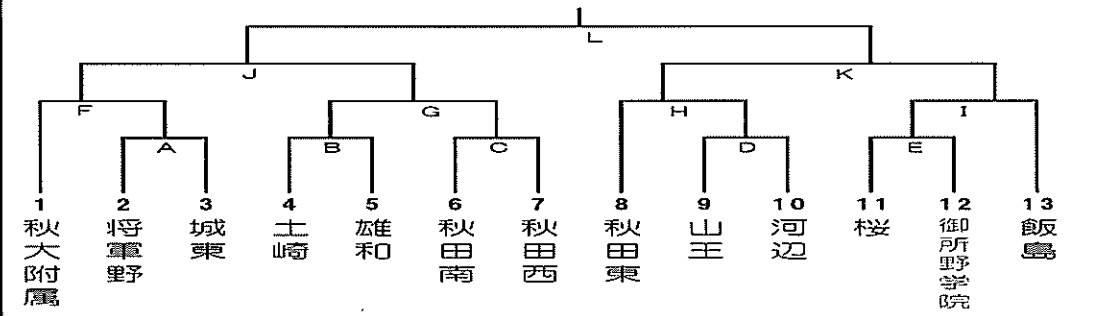 L
J K
F G H I
A B C D E
1 2 3 4 5 6 7 8 9 10 11 12 13
秋大附属
将軍野
城東
土崎
雄和
秋田南
秋田西
秋田東
山王
河辺
桜
御所野学院
飯島